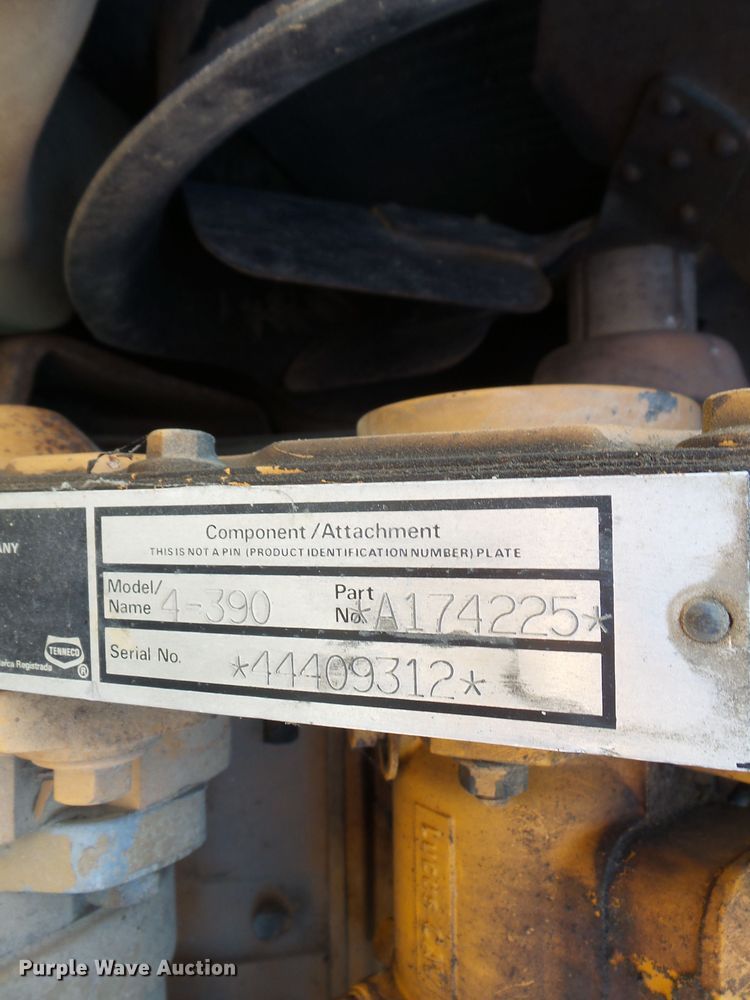 Component/Attachment
THIS IS NOT A PIN (PRODUCT IDENTIFICATION NUMBER) PLATE
Model/
Name 4-390
Part
No. *A174225*
Serial No. *44409312*
ANY
TENNECO
Marca Registrada ®
Purple Wave Auction